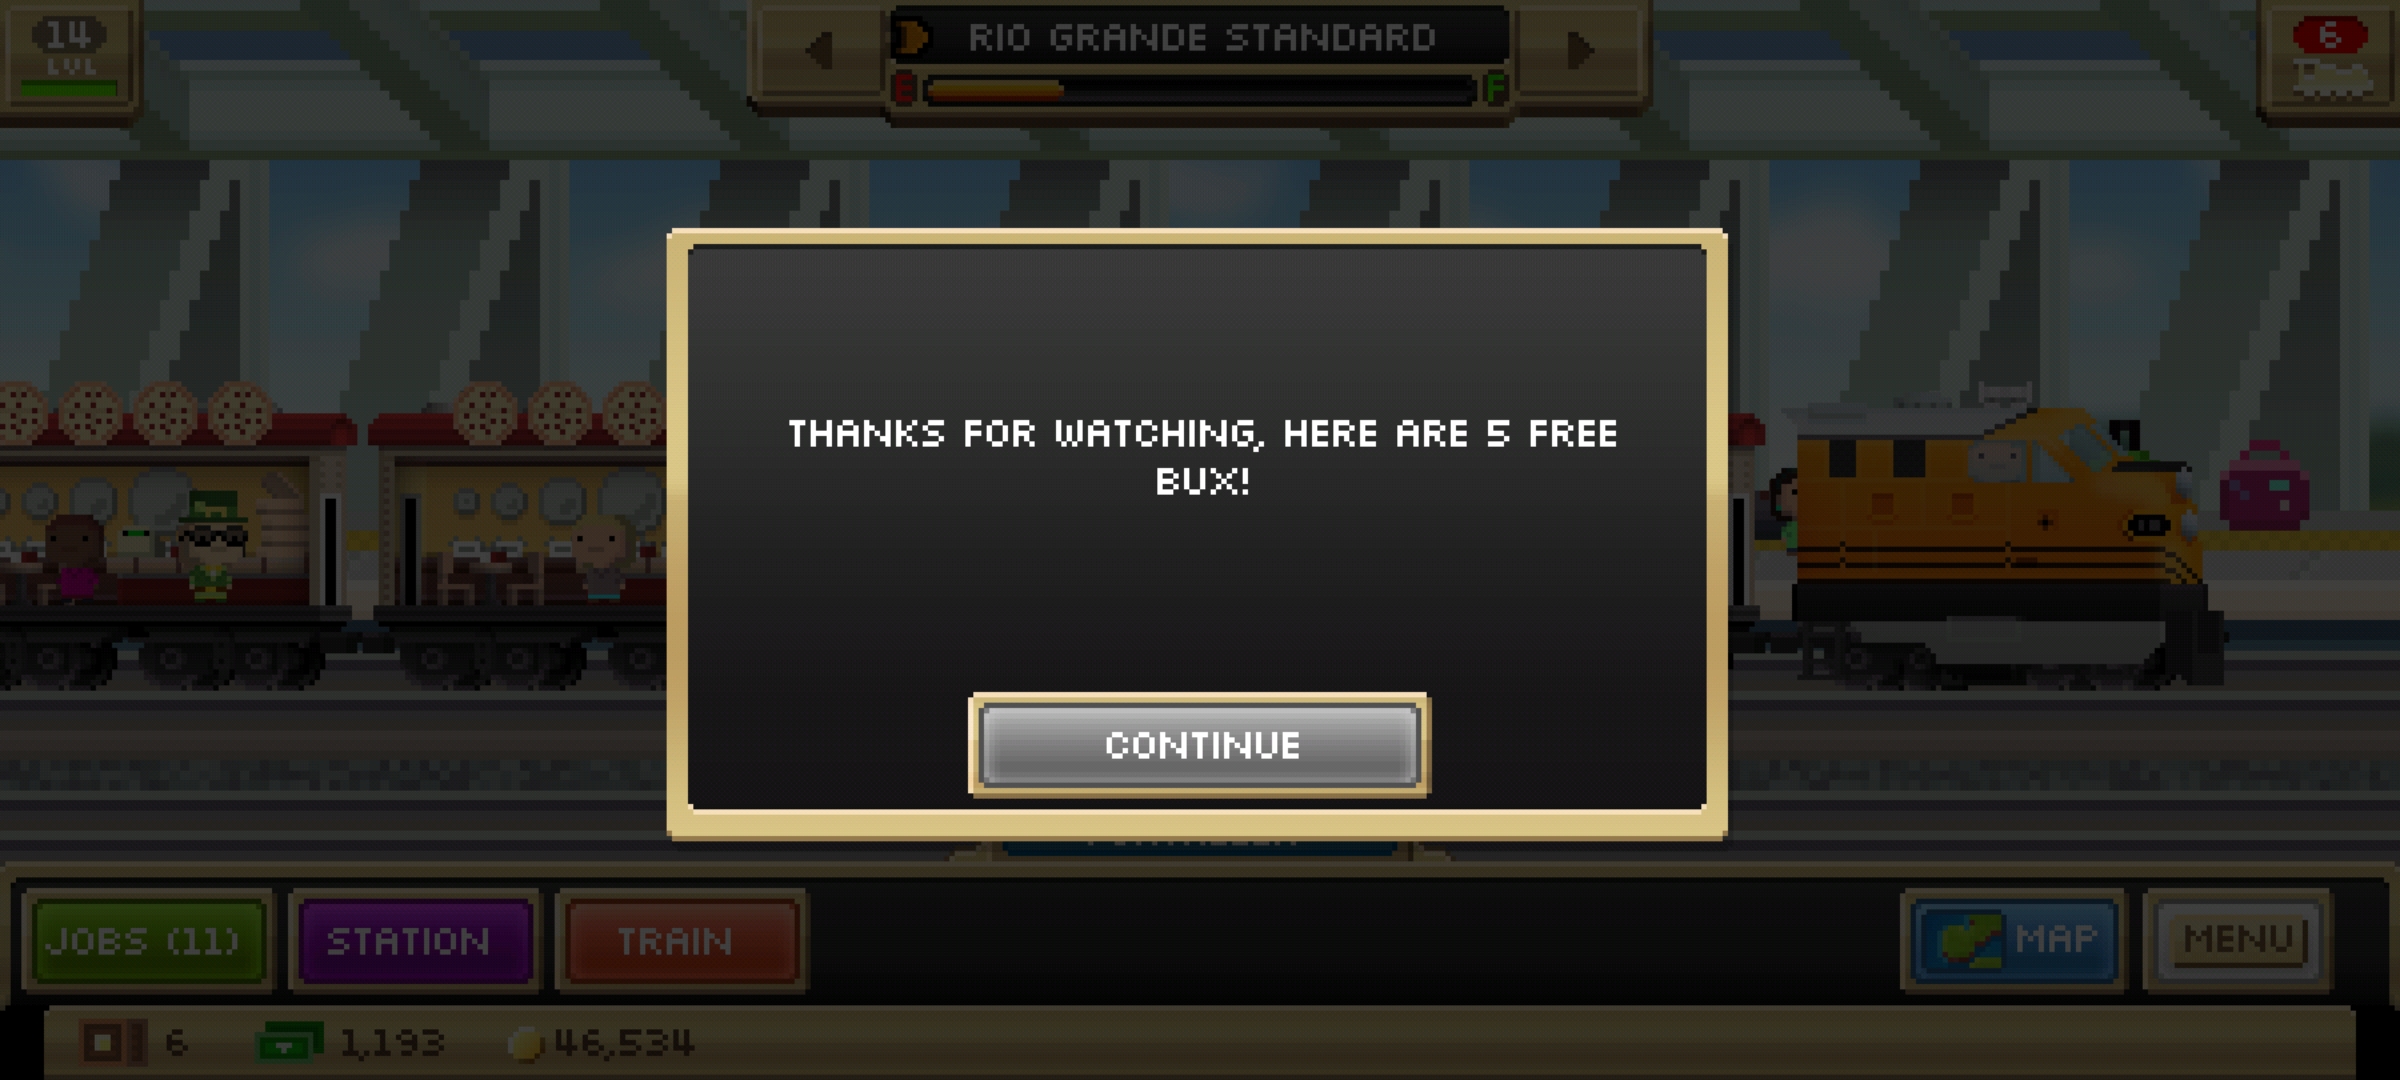 14
LVL
RIO GRANDE STANDARD
E
F
6
THANKS FOR WATCHING, HERE ARE 5 FREE
BUX!
CONTINUE
JOBS (11)
STATION
TRAIN
MAP
MENU
6
1,193
46,534